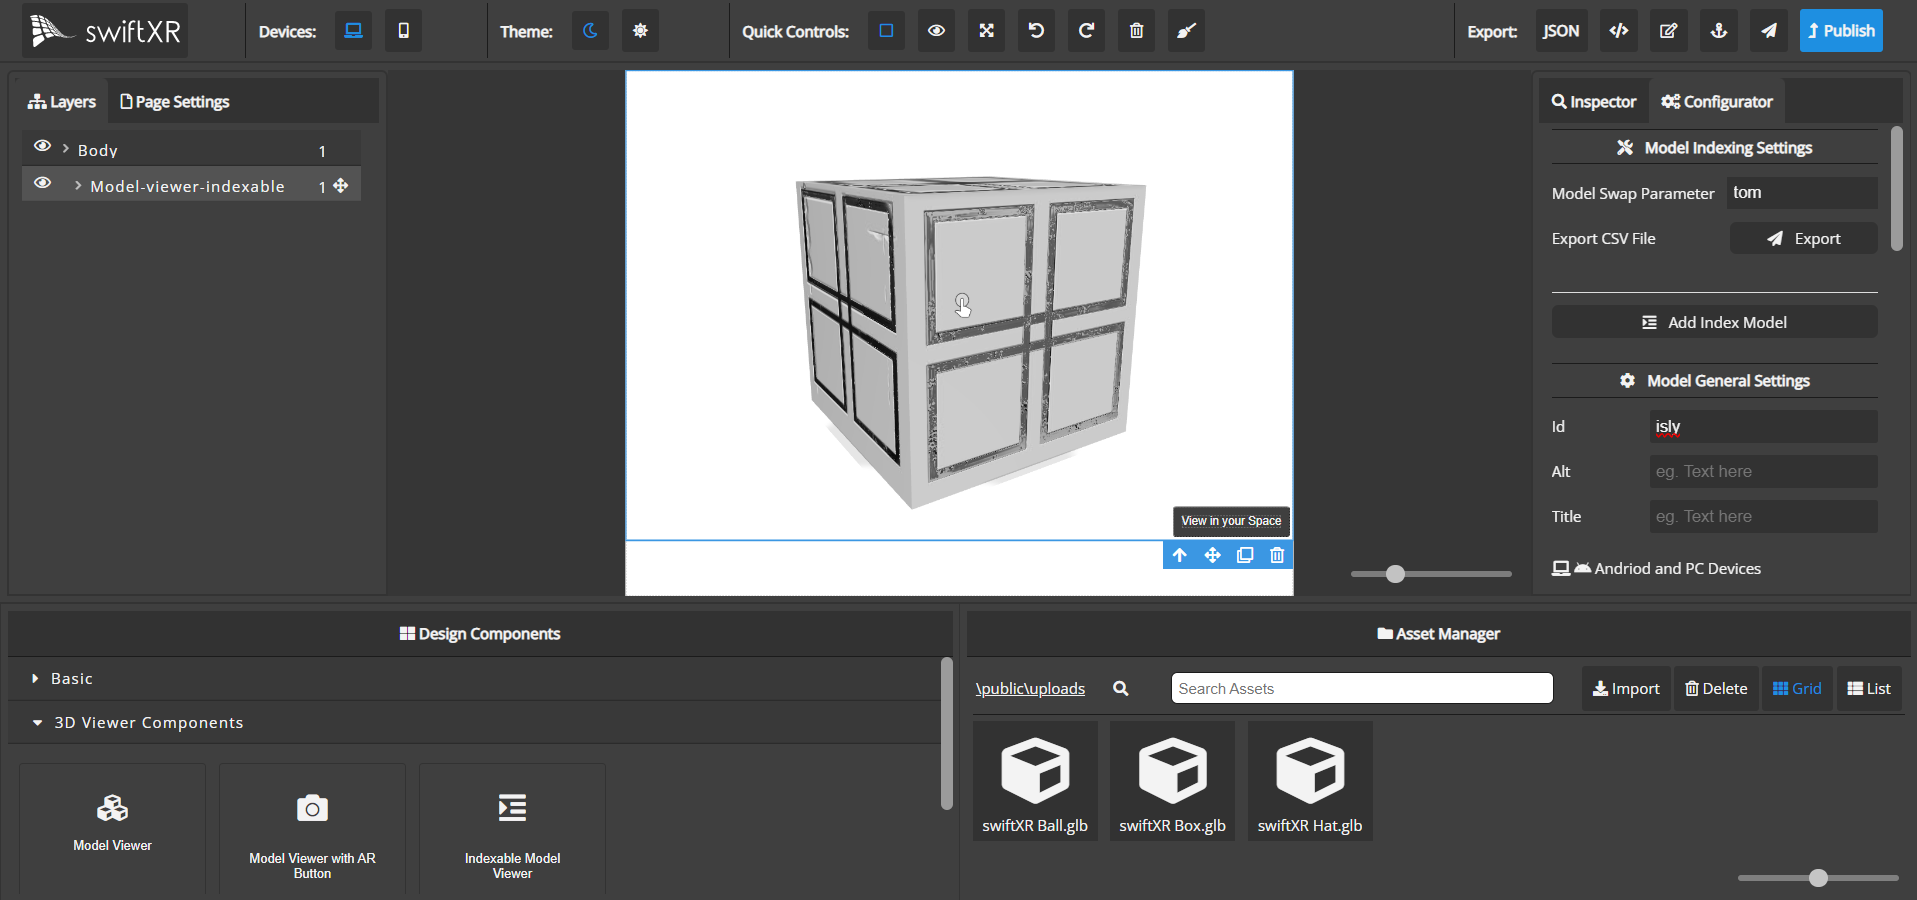 swiftXR
Devices:
Theme:
Quick Controls:
Export:
JSON
Publish
Layers
Page Settings
Body
1
Model-viewer-indexable
1
View in your Space
Inspector
Configurator
Model Indexing Settings
Model Swap Parameter
tom
Export CSV File
Export
Add Index Model
Model General Settings
Id
isly
Alt
eg. Text here
Title
eg. Text here
Andriod and PC Devices
Design Components
Basic
3D Viewer Components
Model Viewer
Model Viewer with AR
Button
Indexable Model
Viewer
Asset Manager
\public\uploads
Search Assets
Import
Delete
Grid
List
swiftXR Ball.glb
swiftXR Box.glb
swiftXR Hat.glb